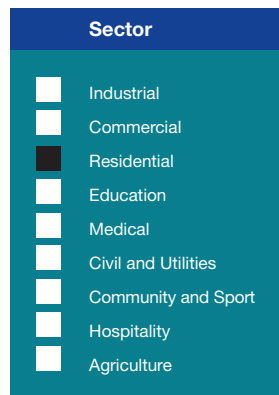 Sector
Industrial
Commercial
Residential
Education
Medical
Civil and Utilities
Community and Sport
Hospitality
Agriculture